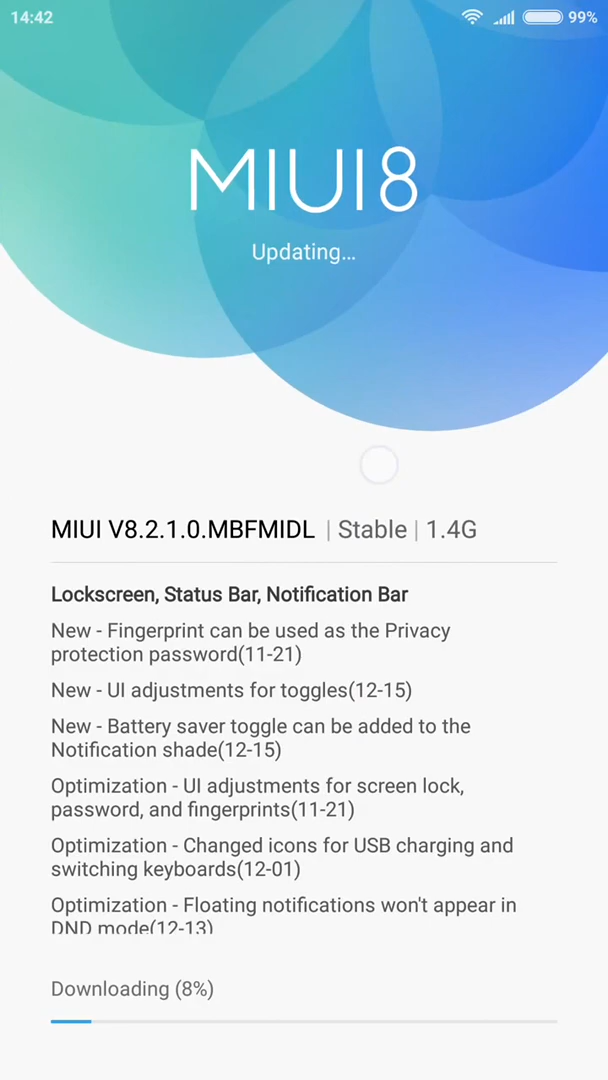 14:42
99%
MIUI8
Updating...
MIUI V8.2.1.0.MBFMIDL | Stable | 1.4G
Lockscreen, Status Bar, Notification Bar
New - Fingerprint can be used as the Privacy
protection password(11-21)
New - UI adjustments for toggles(12-15)
New - Battery saver toggle can be added to the
Notification shade(12-15)
Optimization - UI adjustments for screen lock,
password, and fingerprints(11-21)
Optimization - Changed icons for USB charging and
switching keyboards(12-01)
Optimization - Floating notifications won't appear in
DND mode(12-13)
Downloading (8%)